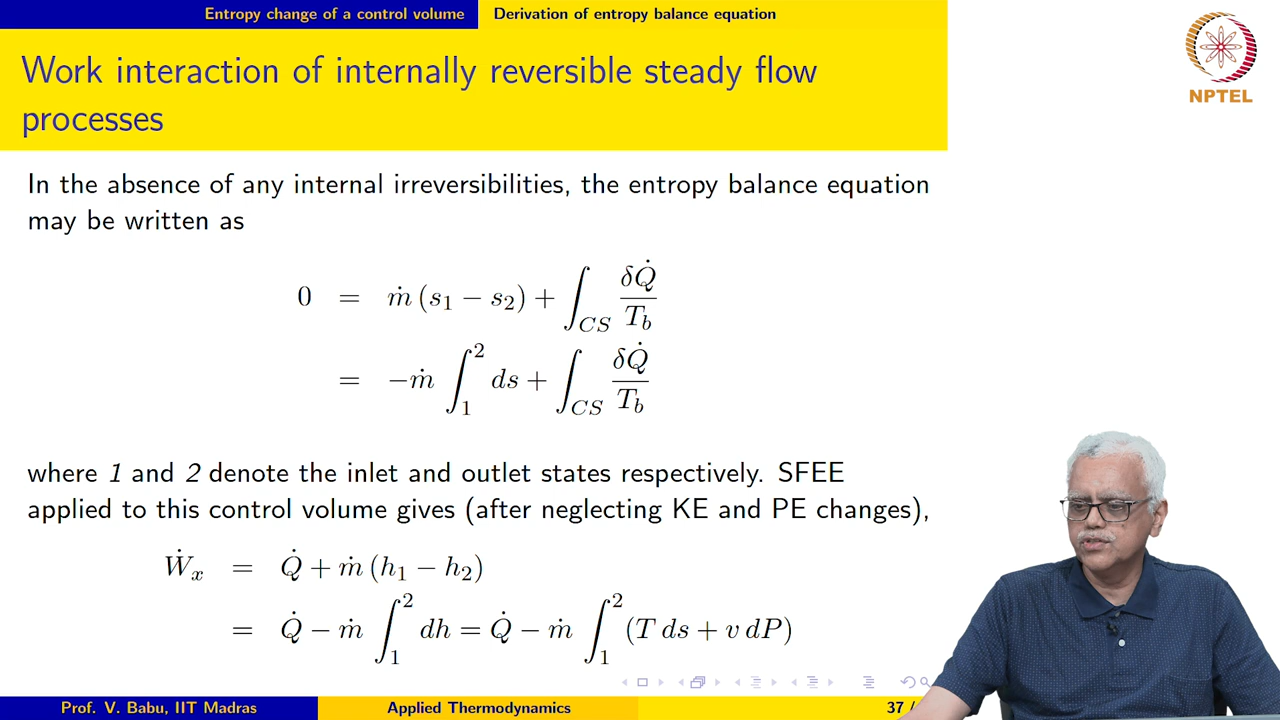 Entropy change of a control volume Derivation of entropy balance equation
Work interaction of internally reversible steady flow
processes
NPTEL
In the absence of any internal irreversibilities, the entropy balance equation
may be written as
0 = ṁ (s₁ − s₂) + ∫_CS δQ̇/T_b
= −ṁ ∫₁² ds + ∫_CS δQ̇/T_b
where 1 and 2 denote the inlet and outlet states respectively. SFEE
applied to this control volume gives (after neglecting KE and PE changes),
Ẇₓ = Q̇ + ṁ (h₁ − h₂)
= Q̇ − ṁ ∫₁² dh = Q̇ − ṁ ∫₁² (T ds + v dP)
Prof. V. Babu, IIT Madras Applied Thermodynamics 37 /